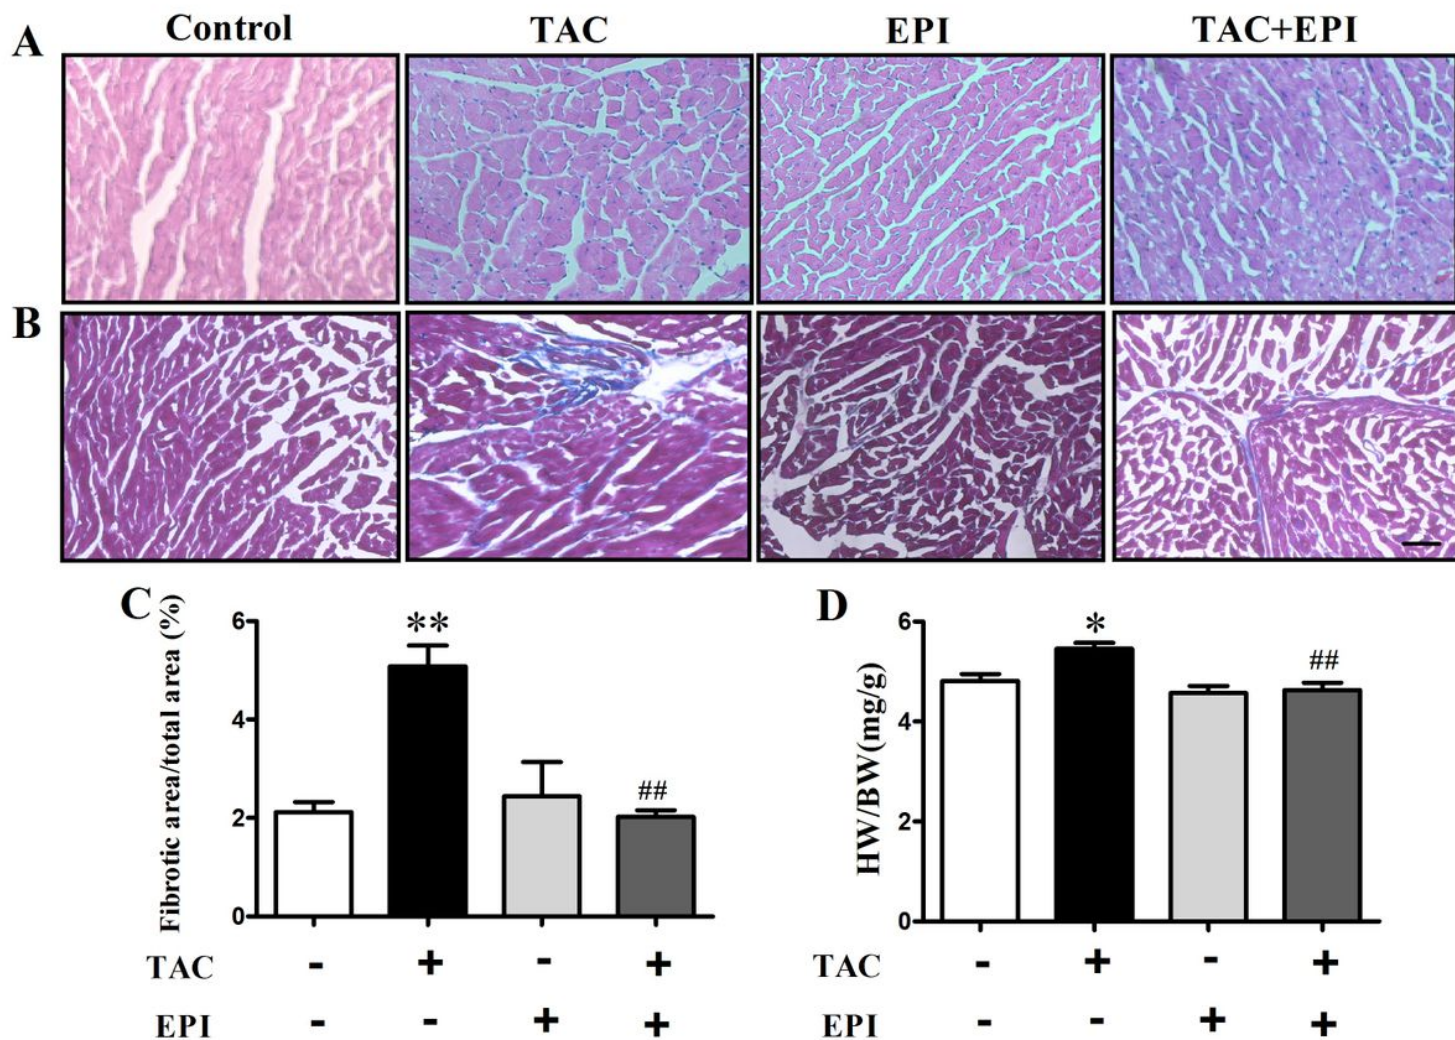 A Control TAC EPI TAC+EPI
B
C
Fibrotic area/total area (%)
6
4
2
0
**
##
TAC - + - +
EPI - - + +
D
HW/BW(mg/g)
6
4
2
0
*
##
TAC - + - +
EPI - - + +